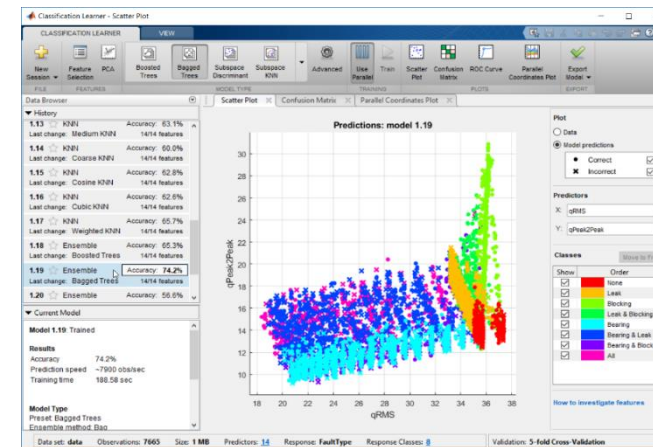 Classification Learner - Scatter Plot
CLASSIFICATION LEARNER VIEW
New Session Feature Selection PCA Boosted Trees Bagged Trees Subspace Discriminant Subspace KNN Advanced Use Parallel Train Scatter Plot Confusion Matrix ROC Curve Parallel Coordinates Plot Export Model
FILE FEATURES MODEL TYPE TRAINING PLOTS EXPORT
Data Browser
Scatter Plot Confusion Matrix Parallel Coordinates Plot
History
1.13 KNN Accuracy: 63.1%
Last change: Medium KNN 14/14 features
1.14 KNN Accuracy: 60.0%
Last change: Coarse KNN 14/14 features
1.15 KNN Accuracy: 62.8%
Last change: Cosine KNN 14/14 features
1.16 KNN Accuracy: 62.6%
Last change: Cubic KNN 14/14 features
1.17 KNN Accuracy: 65.7%
Last change: Weighted KNN 14/14 features
1.18 Ensemble Accuracy: 65.3%
Last change: Boosted Trees 14/14 features
1.19 Ensemble Accuracy: 74.2%
Last change: Bagged Trees 14/14 features
1.20 Ensemble Accuracy: 56.6%
Current Model
Model 1.19: Trained
Results
Accuracy 74.2%
Prediction speed ~7900 obs/sec
Training time 188.58 sec
Model Type
Preset: Bagged Trees
Ensemble method: Bag
Predictions: model 1.19
qPeak2Peak
30
28
26
24
22
20
18
16
14
12
10
18 20 22 24 26 28 30 32 34 36 38
qRMS
Plot
Data
Model predictions
Correct
Incorrect
Predictors
X: qRMS
Y: qPeak2Peak
Classes
Show Order
None
Leak
Blocking
Leak & Blocking
Bearing
Bearing & Leak
Bearing & Block
All
How to investigate features
Data set: data Observations: 7665 Size: 1 MB Predictors: 14 Response: FaultType Response Classes: 8 Validation: 5-fold Cross-Validation